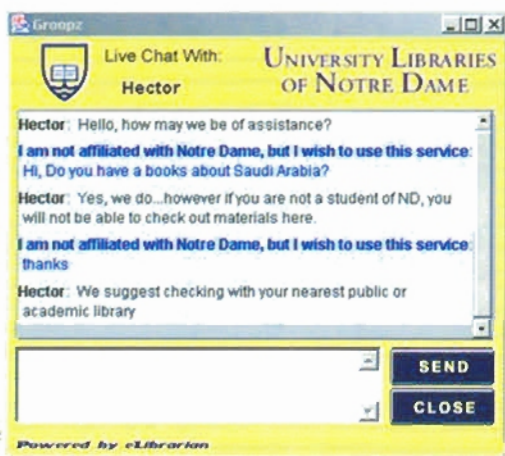 Groopz
Live Chat With:
Hector
UNIVERSITY LIBRARIES
OF NOTRE DAME
Hector: Hello, how may we be of assistance?
I am not affiliated with Notre Dame, but I wish to use this service:
Hi, Do you have a books about Saudi Arabia?
Hector: Yes, we do...however if you are not a student of ND, you
will not be able to check out materials here.
I am not affiliated with Notre Dame, but I wish to use this service:
thanks
Hector: We suggest checking with your nearest public or
academic library
SEND
CLOSE
Powered by eLibrarian